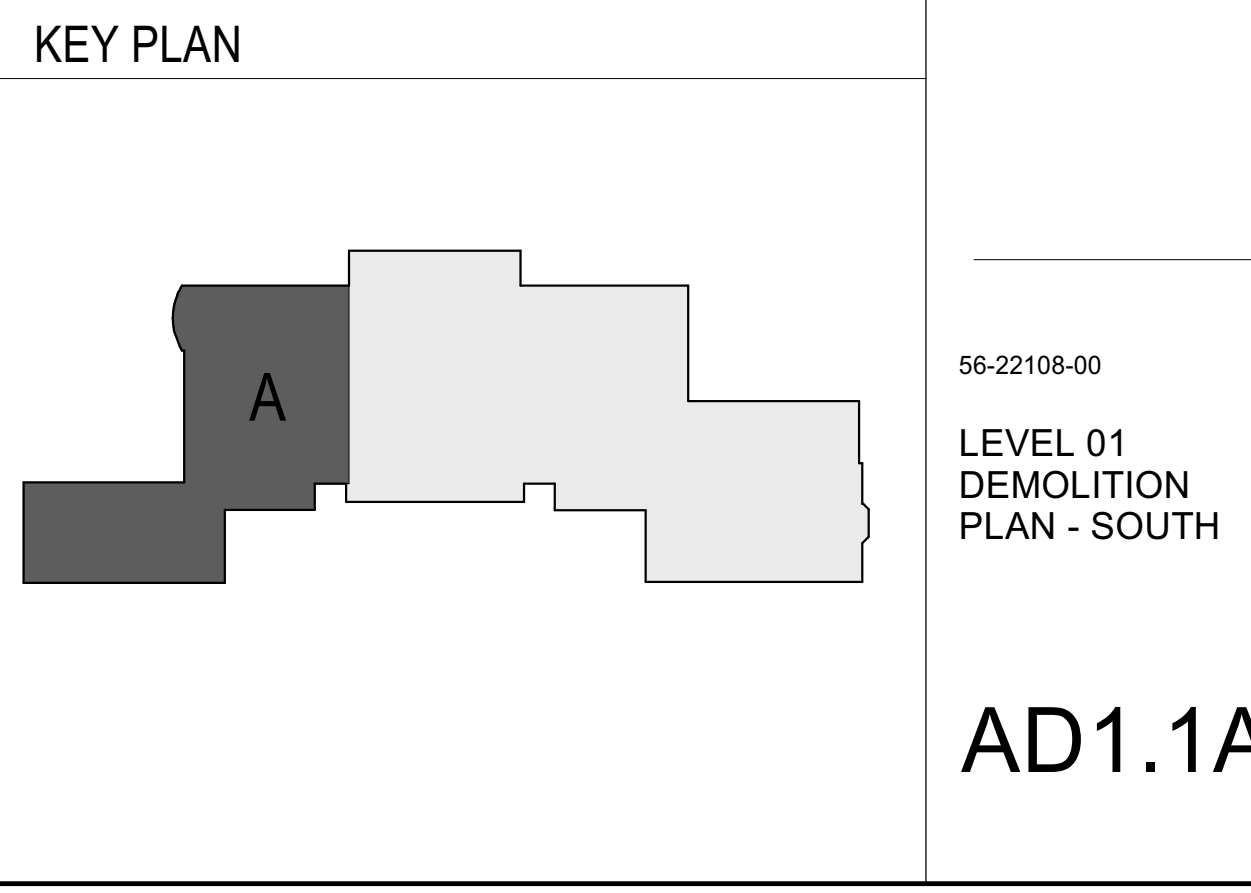 KEY PLAN
A
56-22108-00
LEVEL 01
DEMOLITION
PLAN - SOUTH
AD1.1A